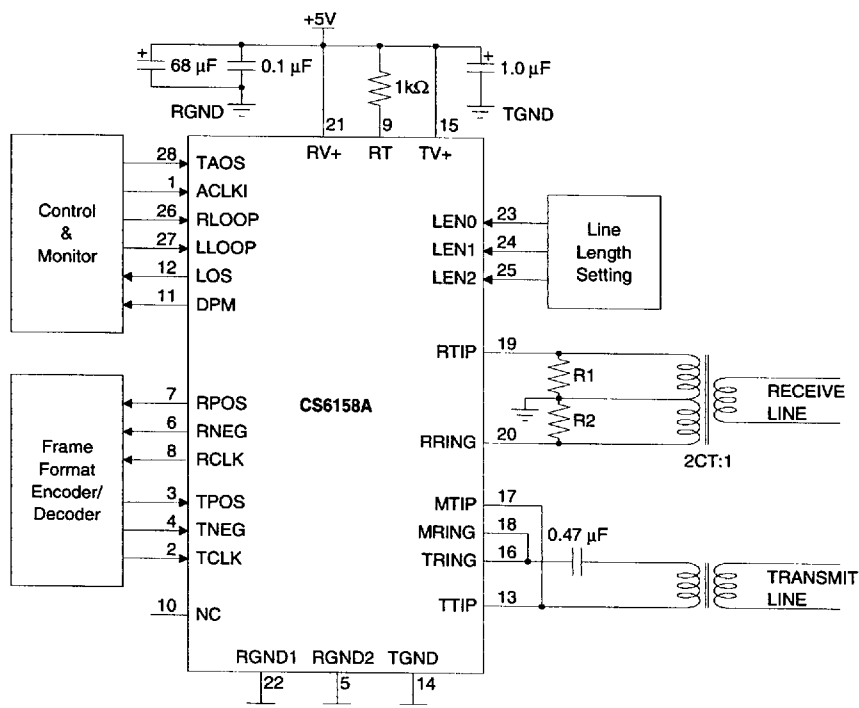 +5V
+
68 µF
0.1 µF
RGND
1kΩ
+
1.0 µF
TGND
21
9
15
RV+
RT
TV+
Control
&
Monitor
28
TAOS
1
ACLKI
26
RLOOP
27
LLOOP
12
LOS
11
DPM
LEN0
23
LEN1
24
LEN2
25
Line
Length
Setting
Frame
Format
Encoder/
Decoder
7
RPOS
6
RNEG
8
RCLK
3
TPOS
4
TNEG
2
TCLK
10
NC
CS6158A
RTIP
19
R1
R2
RRING
20
RECEIVE
LINE
2CT:1
MTIP
17
MRING
18
TRING
16
0.47 µF
TTIP
13
TRANSMIT
LINE
RGND1
RGND2
TGND
22
5
14